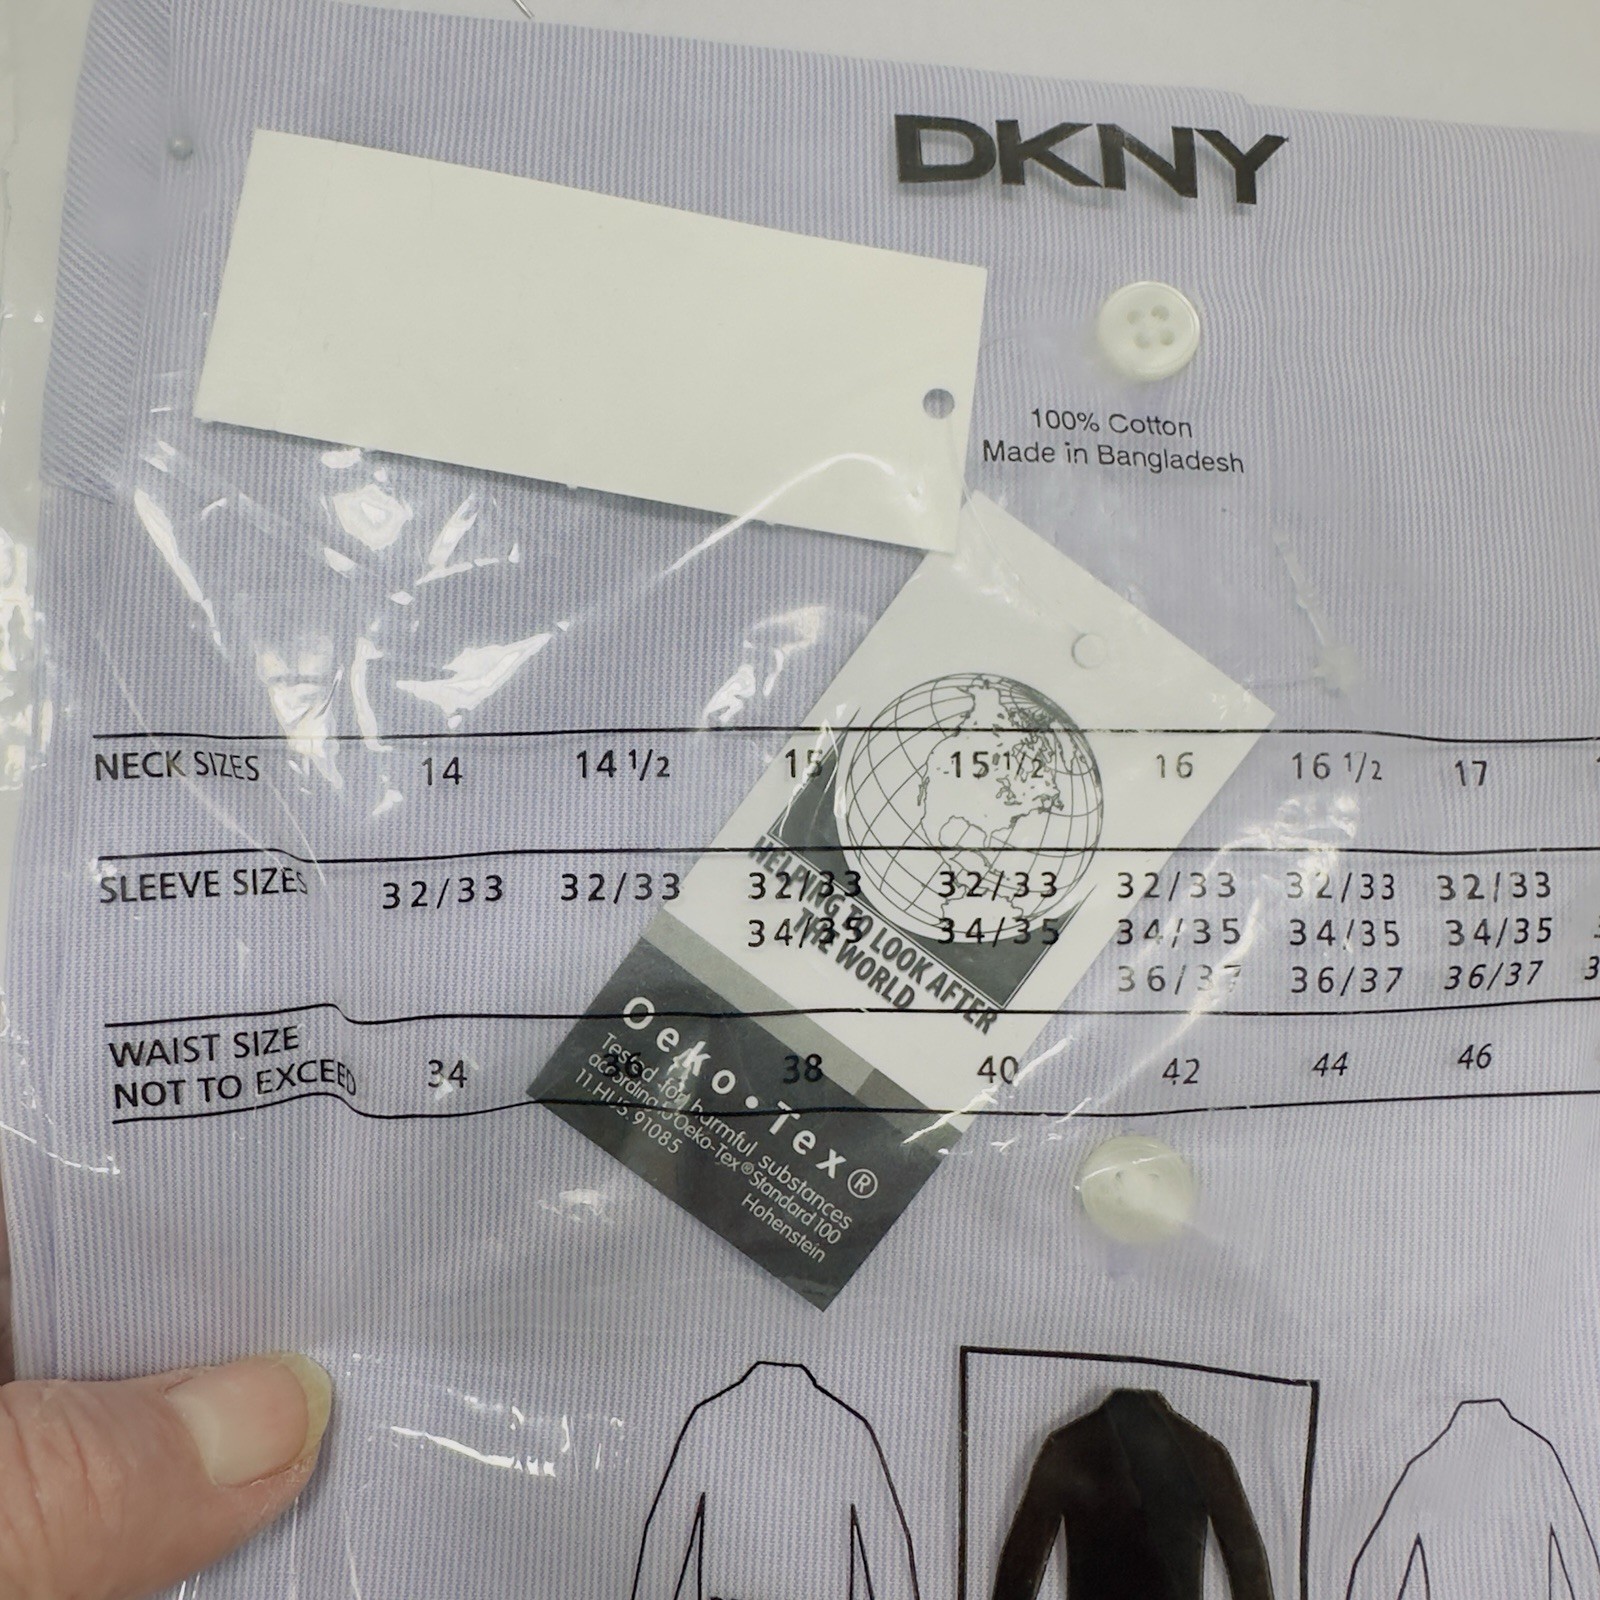 DKNY
100% Cotton
Made in Bangladesh
NECK SIZES 14 14 1/2 15 15 1/2 16 16 1/2 17
SLEEVE SIZES 32/33 32/33 32/33 32/33 32/33 32/33 32/33
34/35 34/35 34/35 34/35 34/35
36/37 36/37 36/37
WAIST SIZE
NOT TO EXCEED 34 36 38 40 42 44 46
HELPING TO LOOK AFTER
THE WORLD
Oeko • Tex®
Tested for harmful substances
according to Oeko-Tex® Standard 100
11.HUS.91085 Hohenstein